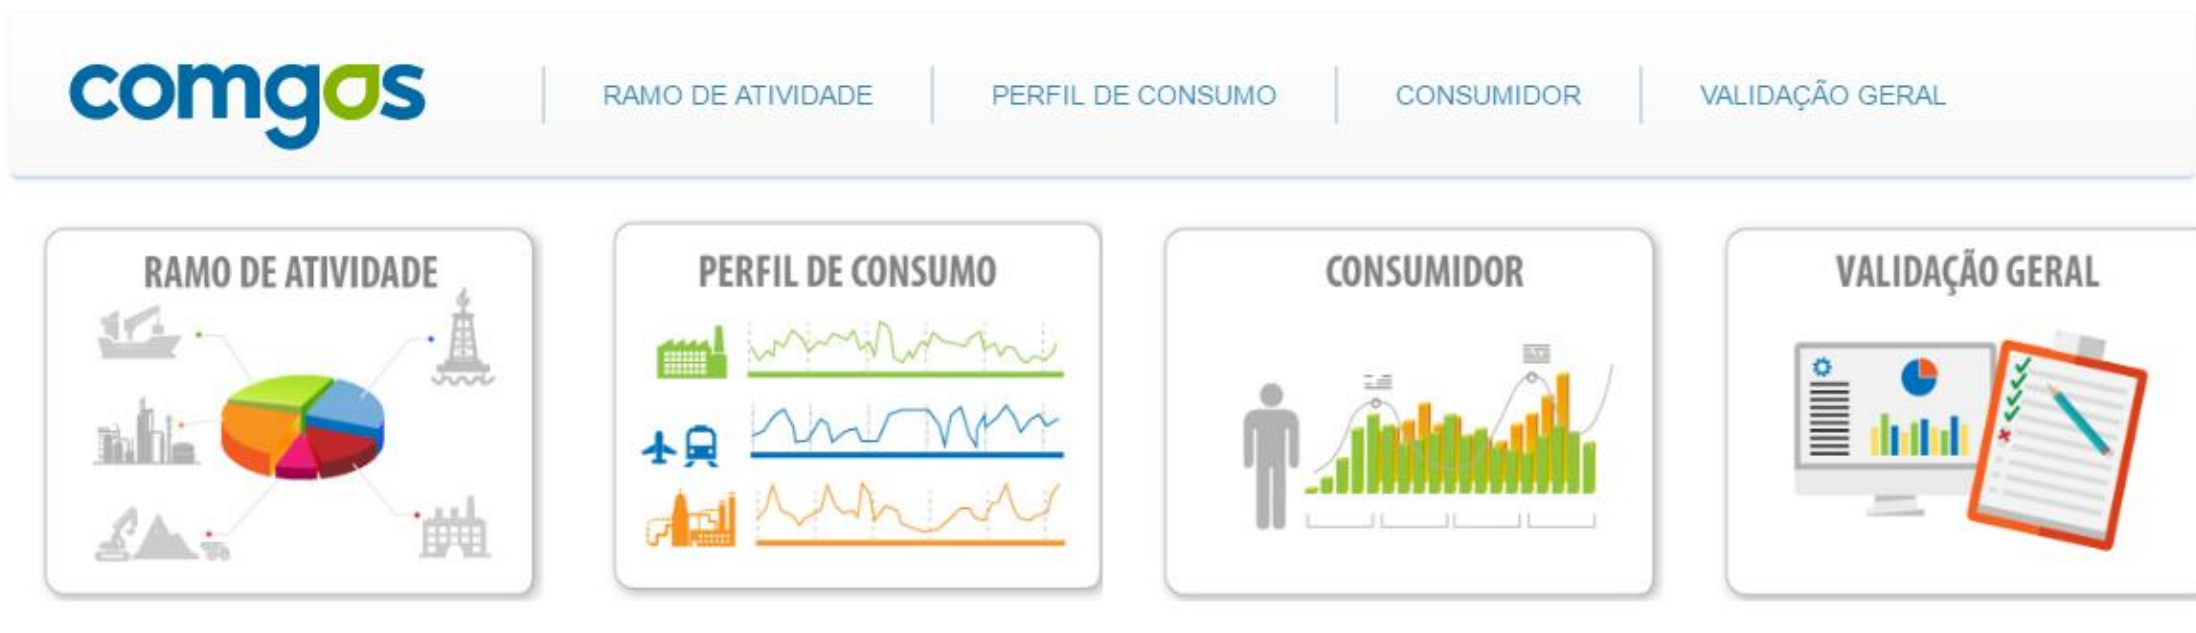 comgas
RAMO DE ATIVIDADE
PERFIL DE CONSUMO
CONSUMIDOR
VALIDAÇÃO GERAL
RAMO DE ATIVIDADE
PERFIL DE CONSUMO
CONSUMIDOR
VALIDAÇÃO GERAL